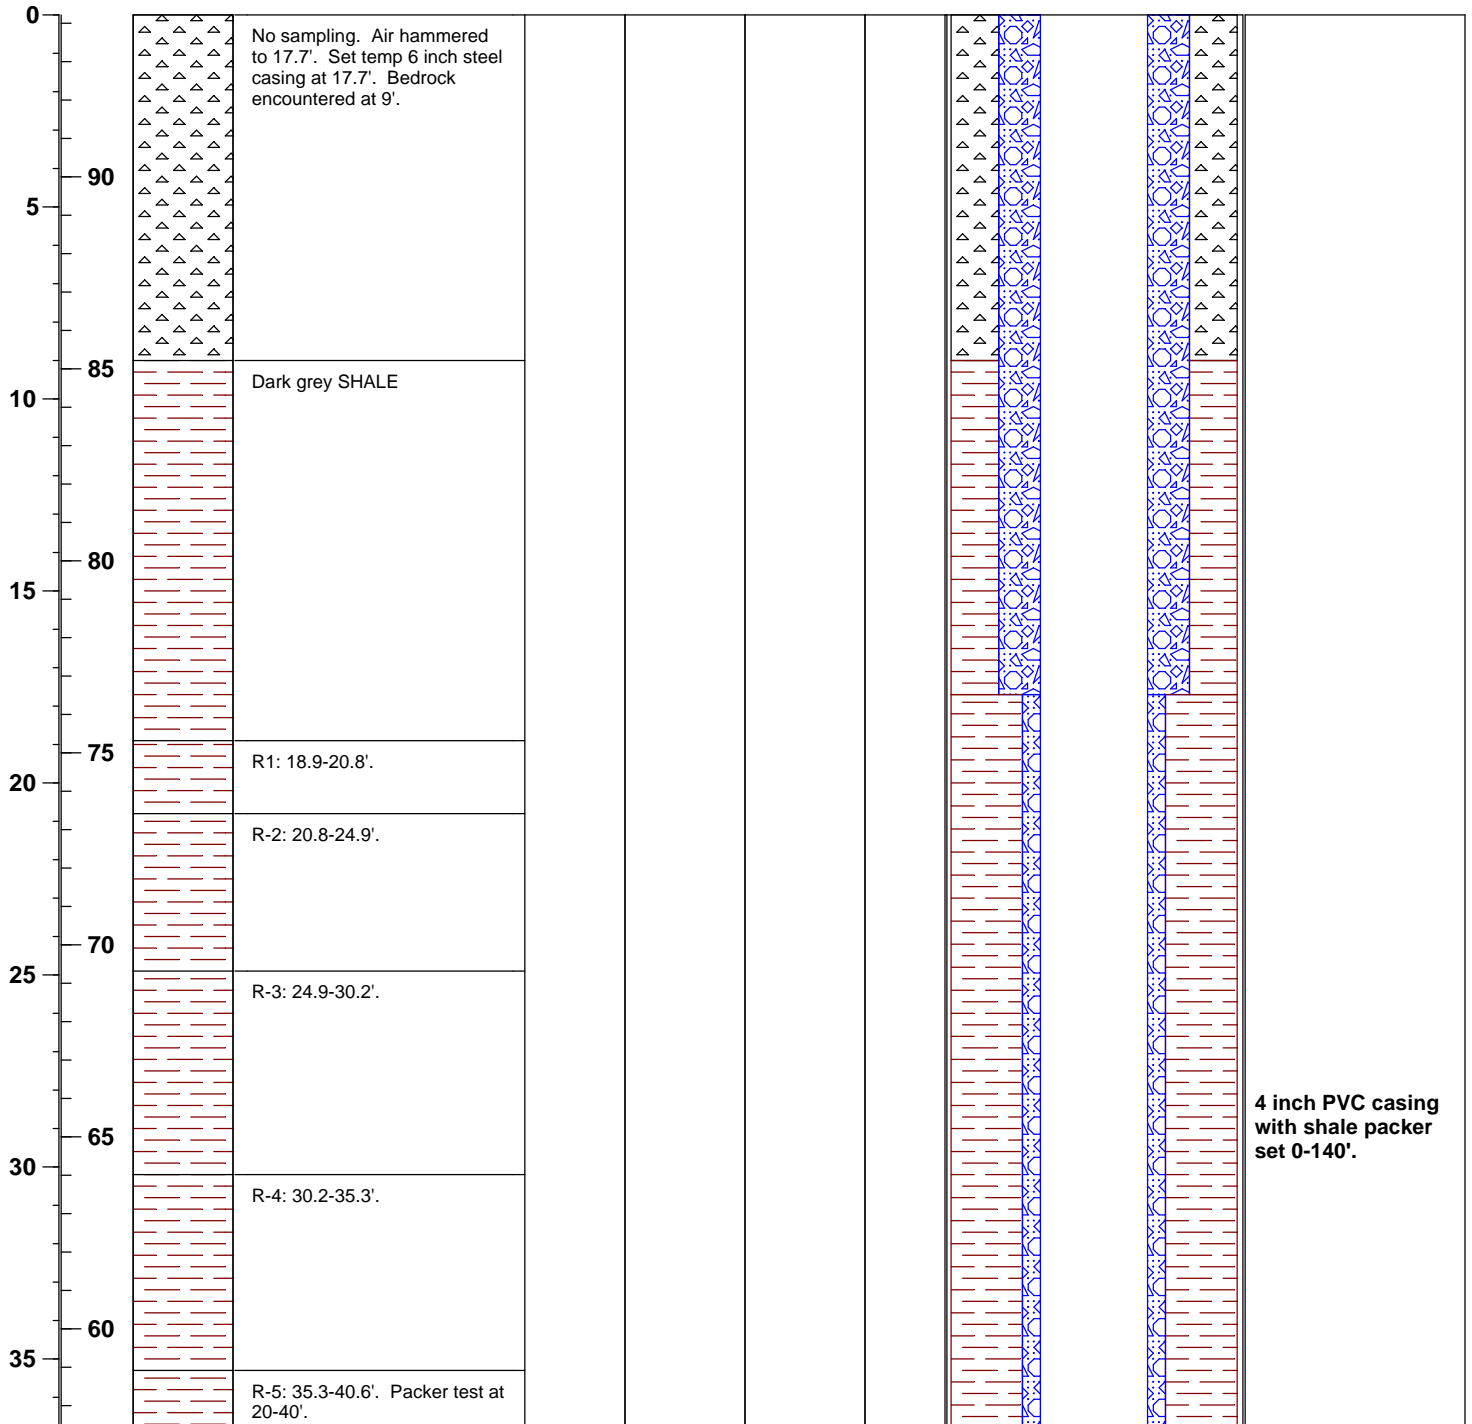 0
No sampling.  Air hammered
to 17.7'.  Set temp 6 inch steel
casing at 17.7'.  Bedrock
encountered at 9'.
90
5
85
Dark grey SHALE
10
80
15
75
R1: 18.9-20.8'.
20
R-2: 20.8-24.9'.
70
25
R-3: 24.9-30.2'.
4 inch PVC casing
with shale packer
set 0-140'.
65
30
R-4: 30.2-35.3'.
60
35
R-5: 35.3-40.6'.  Packer test at
20-40'.